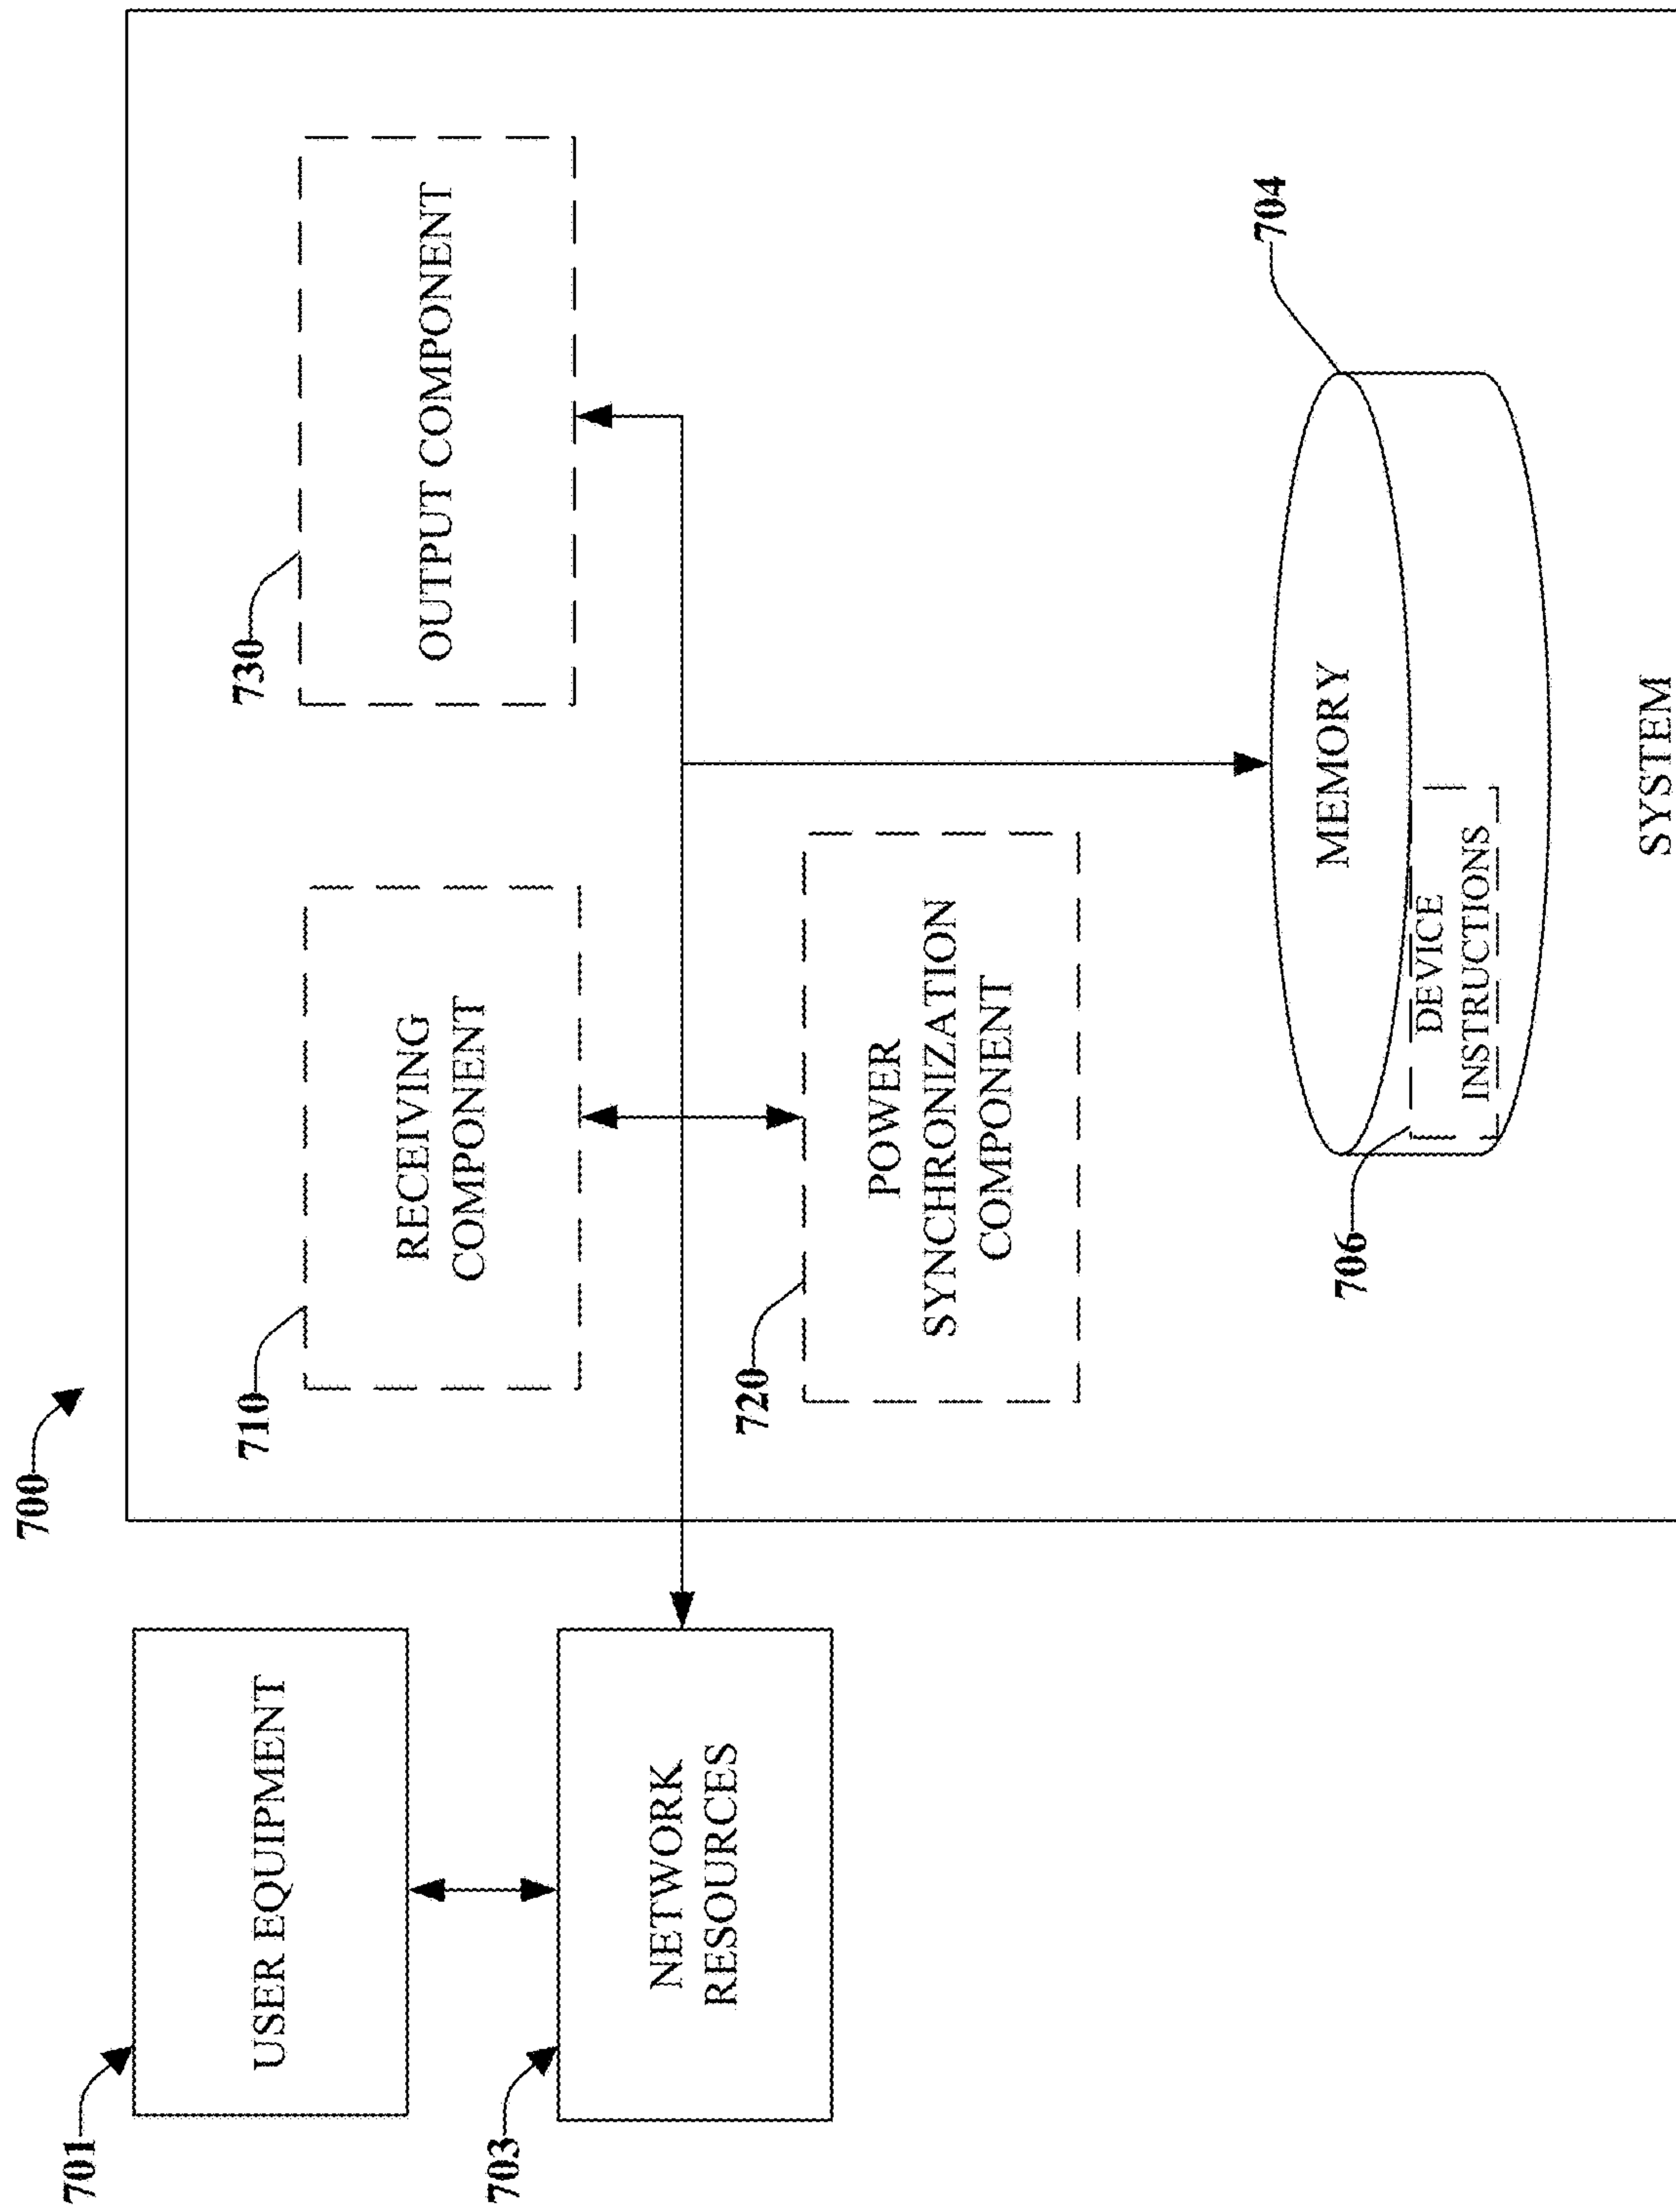 700
701
USER EQUIPMENT
703
NETWORK
RESOURCES
710
RECEIVING
COMPONENT
730
OUTPUT COMPONENT
720
POWER
SYNCHRONIZATION
COMPONENT
704
MEMORY
706
DEVICE
INSTRUCTIONS
SYSTEM